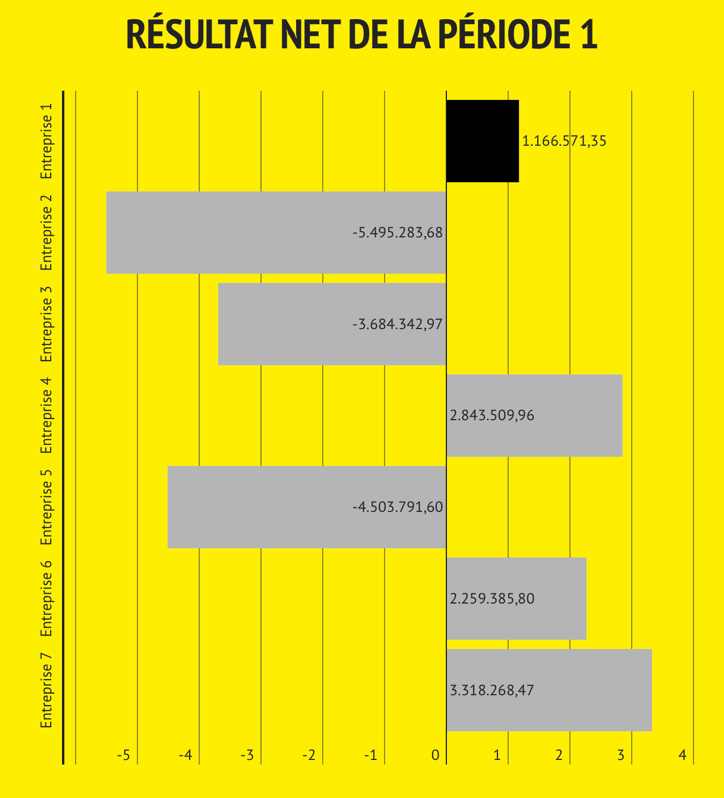 RÉSULTAT NET DE LA PÉRIODE 1
Entreprise 1
1.166.571,35
Entreprise 2
-5.495.283,68
Entreprise 3
-3.684.342,97
Entreprise 4
2.843.509,96
Entreprise 5
-4.503.791,60
Entreprise 6
2.259.385,80
Entreprise 7
3.318.268,47
-5 -4 -3 -2 -1 0 1 2 3 4